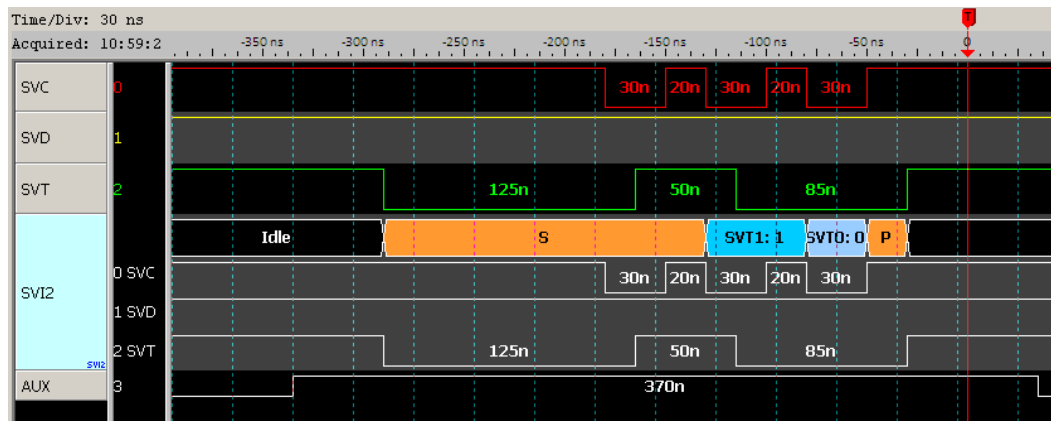 Time/Div: 30 ns
Acquired: 10:59:2
-350 ns -300 ns -250 ns -200 ns -150 ns -100 ns -50 ns 0
T
SVC 0 30n 20n 30n 20n 30n
SVD 1
SVT 2 125n 50n 85n
Idle S SVT1: 1 SVT0: 0 P
SVI2
0 SVC 30n 20n 30n 20n 30n
1 SVD
2 SVT 125n 50n 85n
SVI2
AUX 3 370n